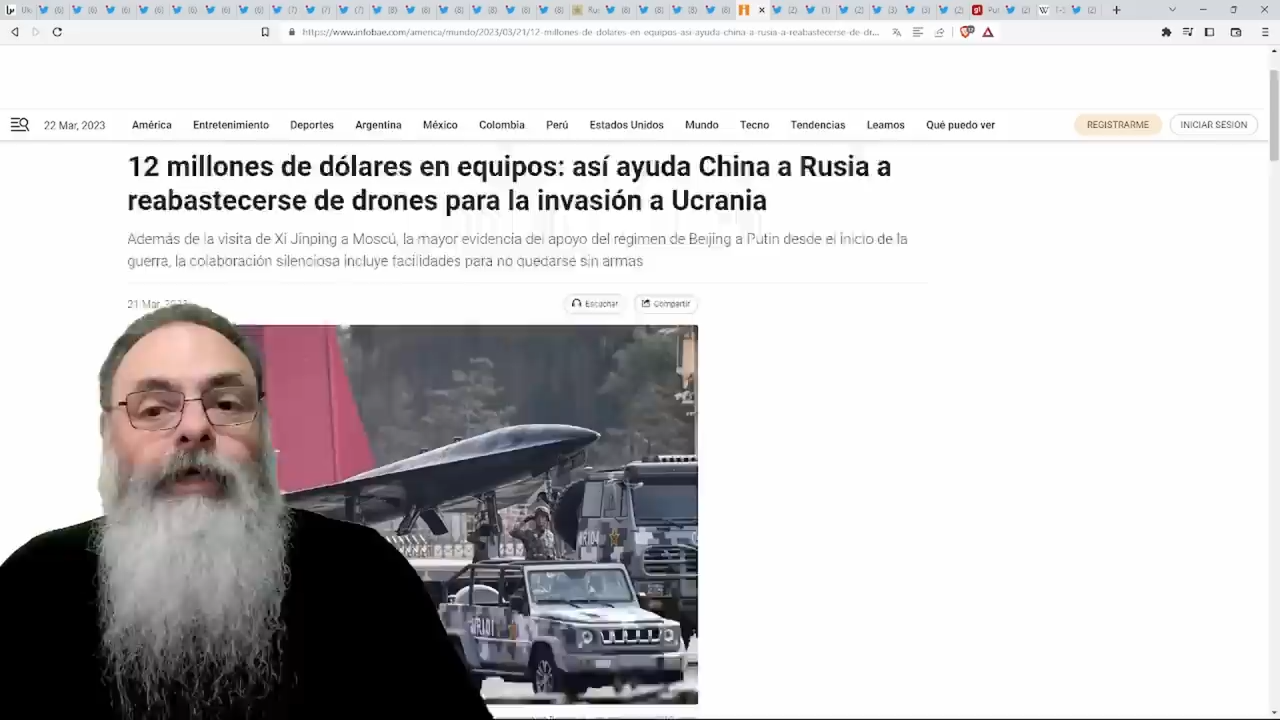 https://www.infobae.com/america/mundo/2023/03/21/12-millones-de-dolares-en-equipos-asi-ayuda-china-a-rusia-a-reabastecerse-de-dr...
22 Mar, 2023 América Entretenimiento Deportes Argentina México Colombia Perú Estados Unidos Mundo Tecno Tendencias Leamos Qué puedo ver REGISTRARME INICIAR SESIÓN
12 millones de dólares en equipos: así ayuda China a Rusia a
reabastecerse de drones para la invasión a Ucrania
Además de la visita de Xi Jinping a Moscú, la mayor evidencia del apoyo del régimen de Beijing a Putin desde el inicio de la
guerra, la colaboración silenciosa incluye facilidades para no quedarse sin armas
21 Mar, 2023 Escuchar Compartir